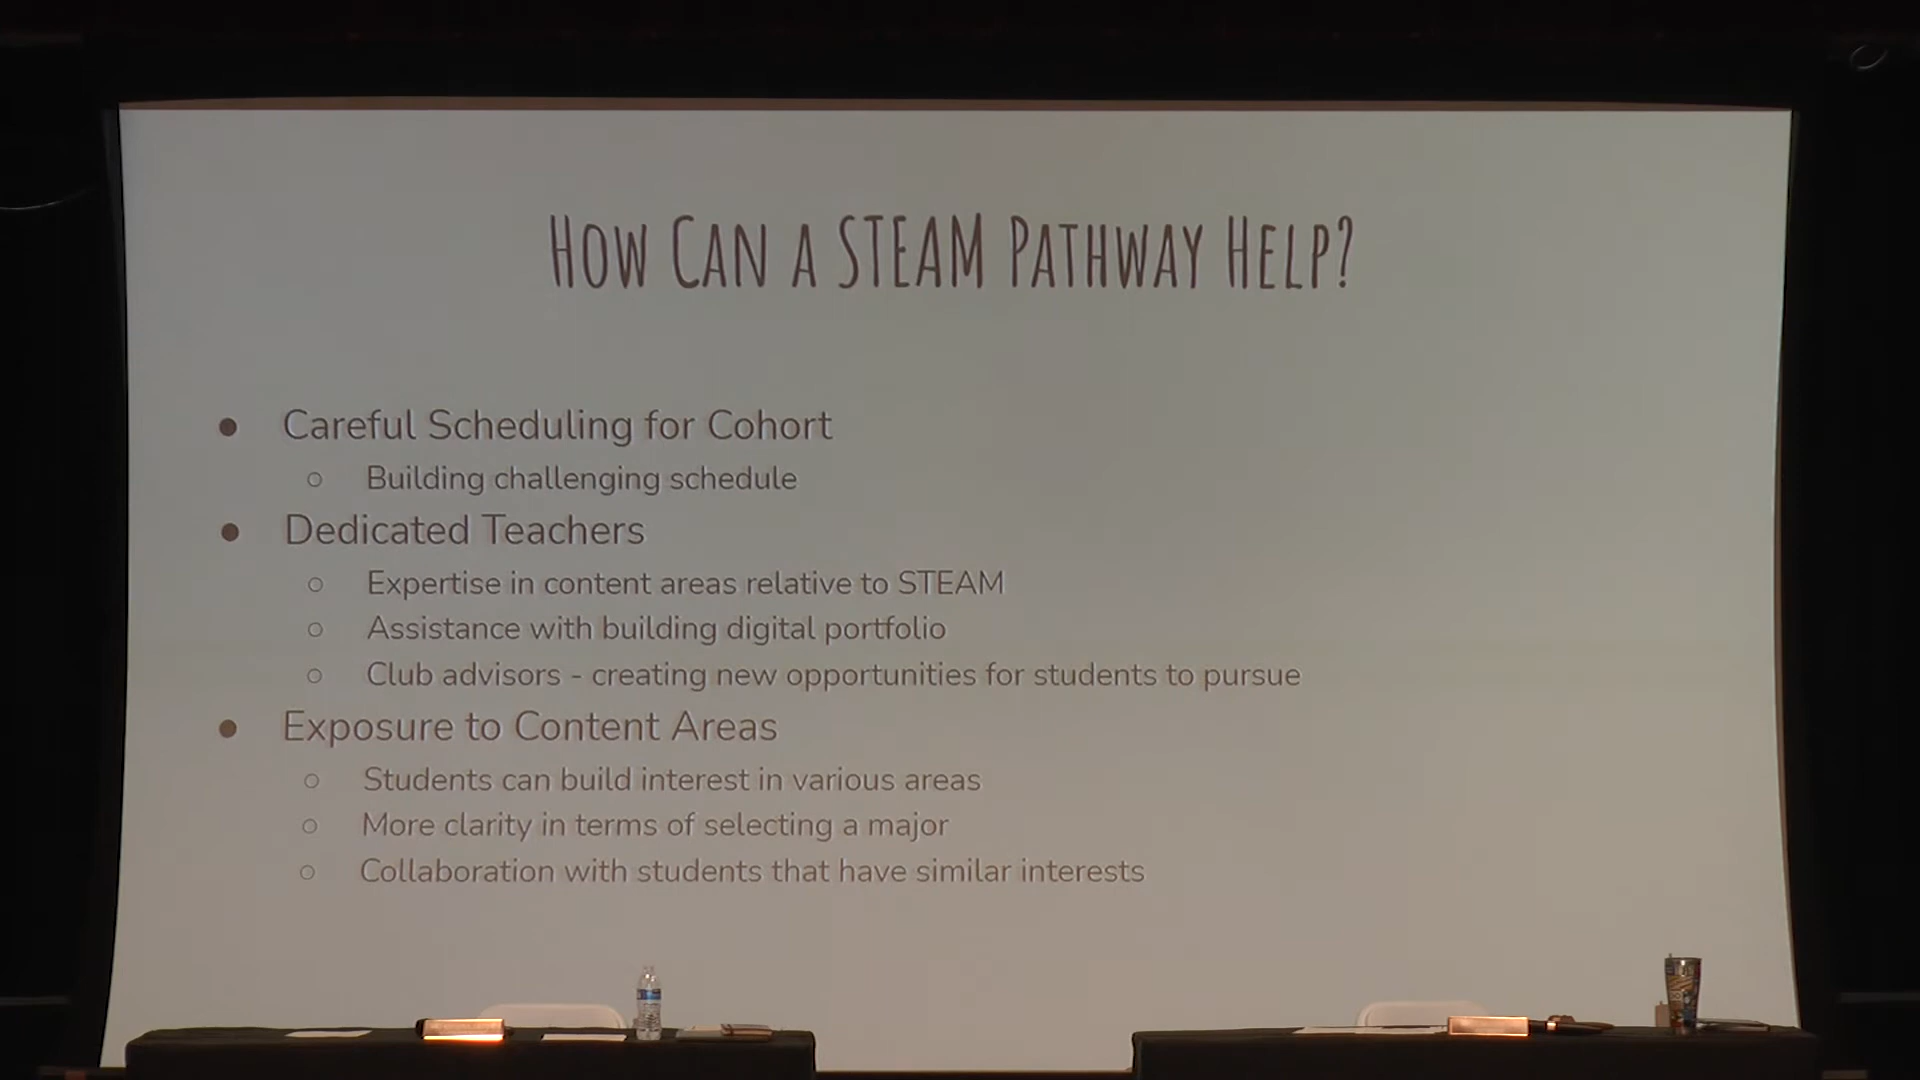 How Can a STEAM Pathway Help?
● Careful Scheduling for Cohort
○ Building challenging schedule
● Dedicated Teachers
○ Expertise in content areas relative to STEAM
○ Assistance with building digital portfolio
○ Club advisors - creating new opportunities for students to pursue
● Exposure to Content Areas
○ Students can build interest in various areas
○ More clarity in terms of selecting a major
○ Collaboration with students that have similar interests